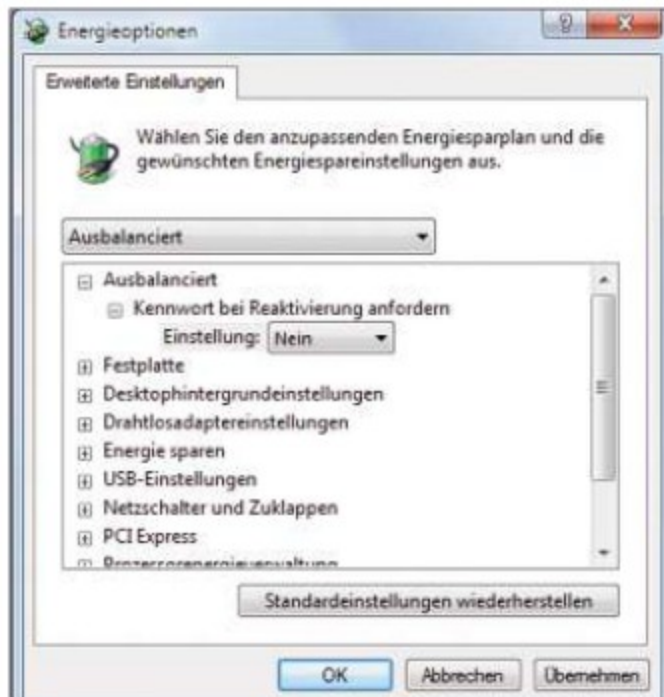 Energieoptionen
Erweiterte Einstellungen
Wählen Sie den anzupassenden Energiesparplan und die
gewünschten Energiespareinstellungen aus.
Ausbalanciert
Ausbalanciert
Kennwort bei Reaktivierung anfordern
Einstellung: Nein
Festplatte
Desktophintergrundeinstellungen
Drahtlosadaptereinstellungen
Energie sparen
USB-Einstellungen
Netzschalter und Zuklappen
PCI Express
Prozessorenergieverwaltung
Standardeinstellungen wiederherstellen
OK Abbrechen Übernehmen